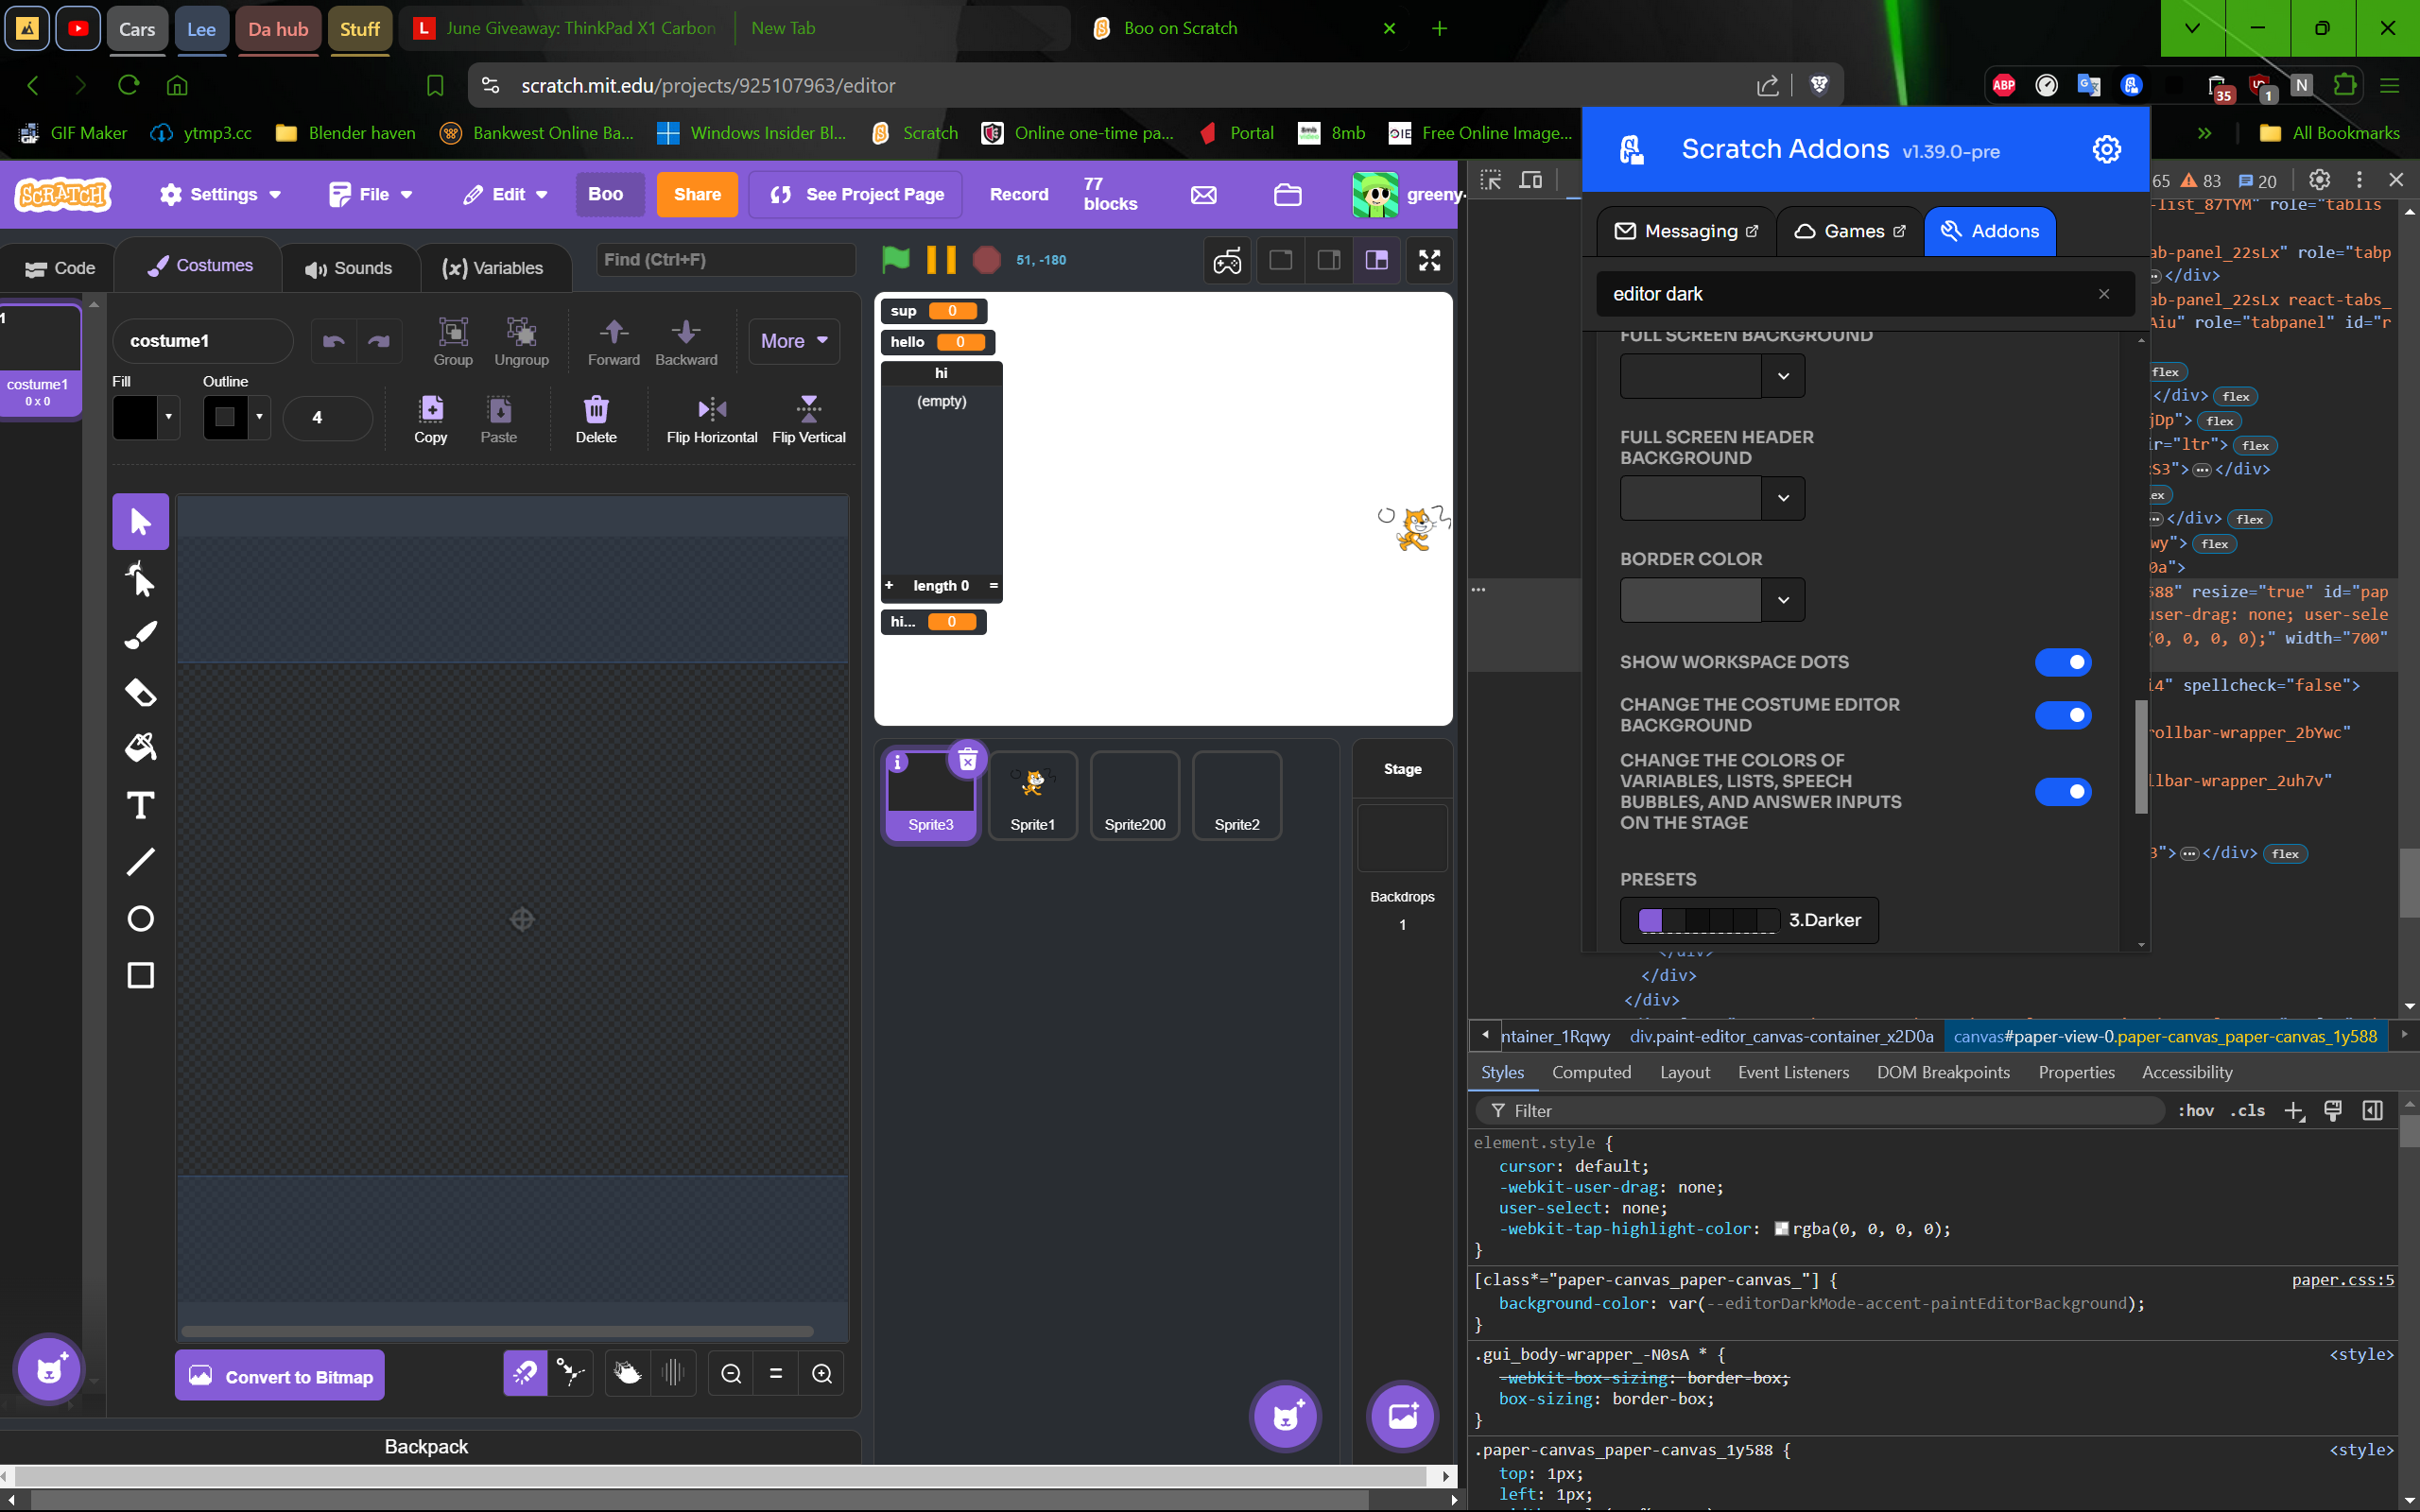 Cars
Lee
Da hub
Stuff
June Giveaway: ThinkPad X1 Carbon
New Tab
Boo on Scratch
scratch.mit.edu/projects/925107963/editor
ABP
35
1
N
GIF Maker
ytmp3.cc
Blender haven
Bankwest Online Ba...
Windows Insider Bl...
Scratch
Online one-time pa...
Portal
8mb
Free Online Image...
All Bookmarks
SCRATCH
Settings
File
Edit
Boo
Share
See Project Page
Record
77 blocks
greeny.
Code
Costumes
Sounds
Variables
Find (Ctrl+F)
51, -180
1
costume1
0 x 0
costume1
Group
Ungroup
Forward
Backward
More
Fill
Outline
4
Copy
Paste
Delete
Flip Horizontal
Flip Vertical
sup 0
hello 0
hi
(empty)
+ length 0 =
hi... 0
Sprite3
Sprite1
Sprite200
Sprite2
Stage
Backdrops
1
Convert to Bitmap
Backpack
Scratch Addons v1.39.0-pre
Messaging
Games
Addons
editor dark
FULL SCREEN BACKGROUND
FULL SCREEN HEADER
BACKGROUND
BORDER COLOR
SHOW WORKSPACE DOTS
CHANGE THE COSTUME EDITOR
BACKGROUND
CHANGE THE COLORS OF
VARIABLES, LISTS, SPEECH
BUBBLES, AND ANSWER INPUTS
ON THE STAGE
PRESETS
3.Darker
65 83 20
-list_87TYM" role="tablis
ab-panel_22sLx" role="tabp
</div>
ab-panel_22sLx react-tabs_
Aiu" role="tabpanel" id="r
flex
</div> flex
jDp"> flex
ir="ltr"> flex
S3"> </div>
ex
</div> flex
wy"> flex
0a">
588" resize="true" id="pap
user-drag: none; user-sele
(0, 0, 0, 0);" width="700"
i4" spellcheck="false">
rollbar-wrapper_2bYwc"
llbar-wrapper_2uh7v"
3"> </div> flex
</div>
</div>
</div>
ntainer_1Rqwy
div.paint-editor_canvas-container_x2D0a
canvas#paper-view-0.paper-canvas_paper-canvas_1y588
Styles
Computed
Layout
Event Listeners
DOM Breakpoints
Properties
Accessibility
Filter
:hov .cls
element.style {
cursor: default;
-webkit-user-drag: none;
user-select: none;
-webkit-tap-highlight-color: rgba(0, 0, 0, 0);
}
[class*="paper-canvas_paper-canvas_"] { paper.css:5
background-color: var(--editorDarkMode-accent-paintEditorBackground);
}
.gui_body-wrapper_-N0sA * { <style>
-webkit-box-sizing: border-box;
box-sizing: border-box;
}
.paper-canvas_paper-canvas_1y588 { <style>
top: 1px;
left: 1px;